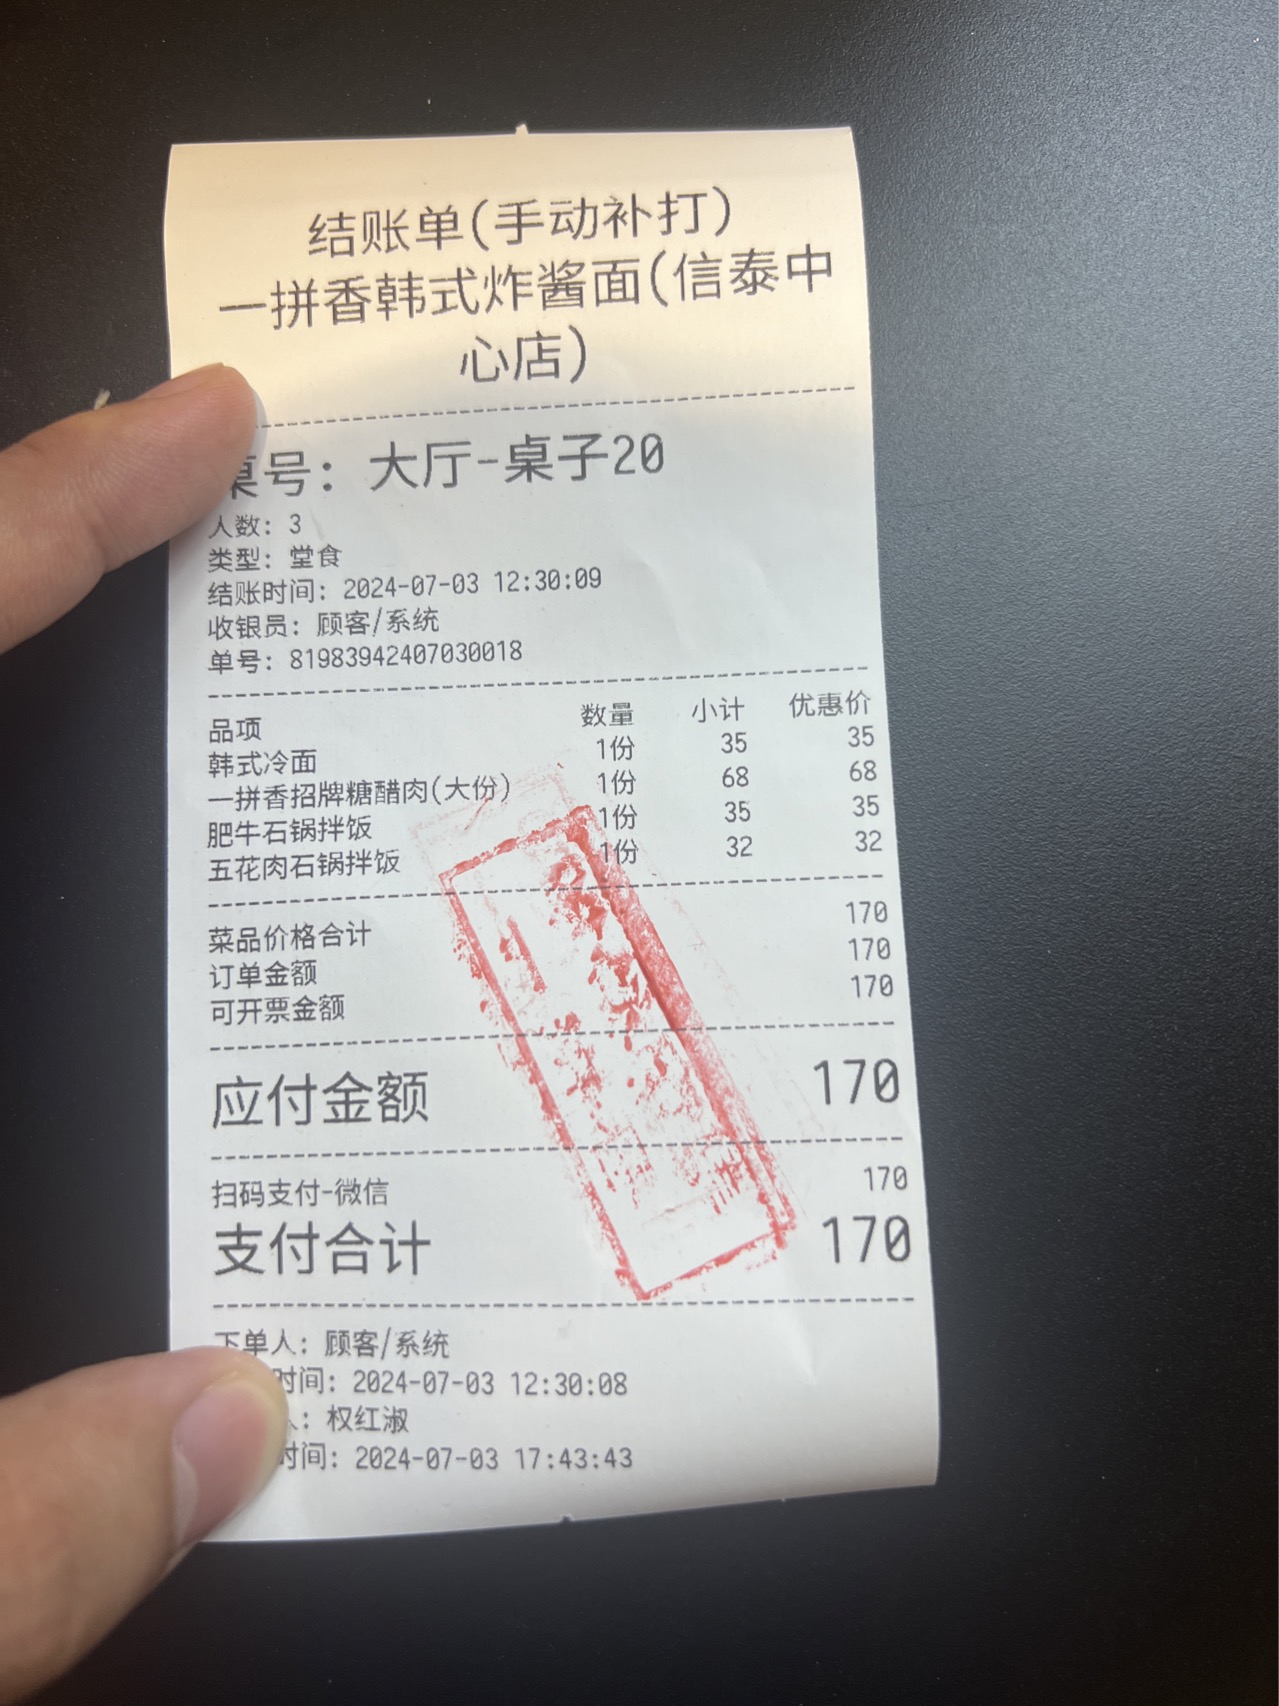 结账单(手动补打)
一拼香韩式炸酱面(信泰中
心店)
桌号: 大厅-桌子20
人数: 3
类型: 堂食
结账时间: 2024-07-03 12:30:09
收银员: 顾客/系统
单号: 81983942407030018
品项 数量 小计 优惠价
韩式冷面 1份 35 35
一拼香招牌糖醋肉(大份) 1份 68 68
肥牛石锅拌饭 1份 35 35
五花肉石锅拌饭 1份 32 32
菜品价格合计 170
订单金额 170
可开票金额 170
应付金额 170
扫码支付-微信 170
支付合计 170
下单人: 顾客/系统
时间: 2024-07-03 12:30:08
人: 权红淑
时间: 2024-07-03 17:43:43